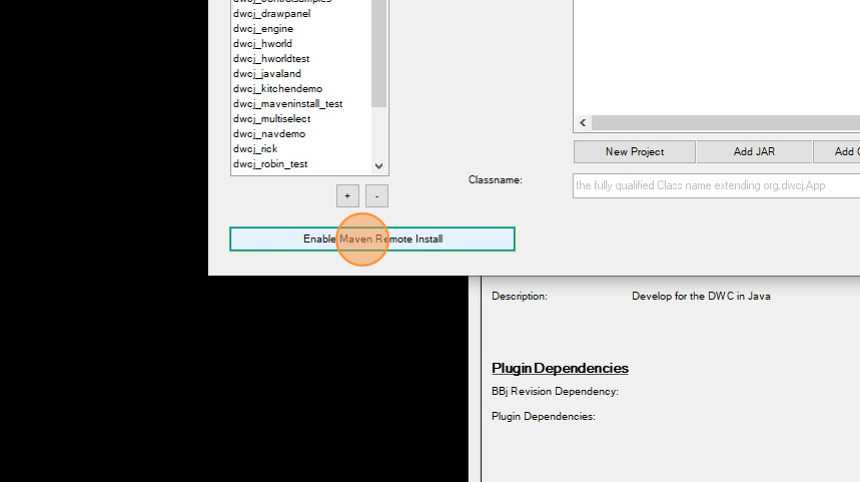 dwcj_controlsamples
dwcj_drawpanel
dwcj_engine
dwcj_hworld
dwcj_hworldtest
dwcj_javaland
dwcj_kitchendemo
dwcj_maveninstall_test
dwcj_multiselect
dwcj_navdemo
dwcj_rick
dwcj_robin_test
+ -
New Project Add JAR Add
Classname:
the fully qualified Class name extending org.dwcj.App
Enable Maven Remote Install
Description: Develop for the DWC in Java
Plugin Dependencies
BBj Revision Dependency:
Plugin Dependencies: